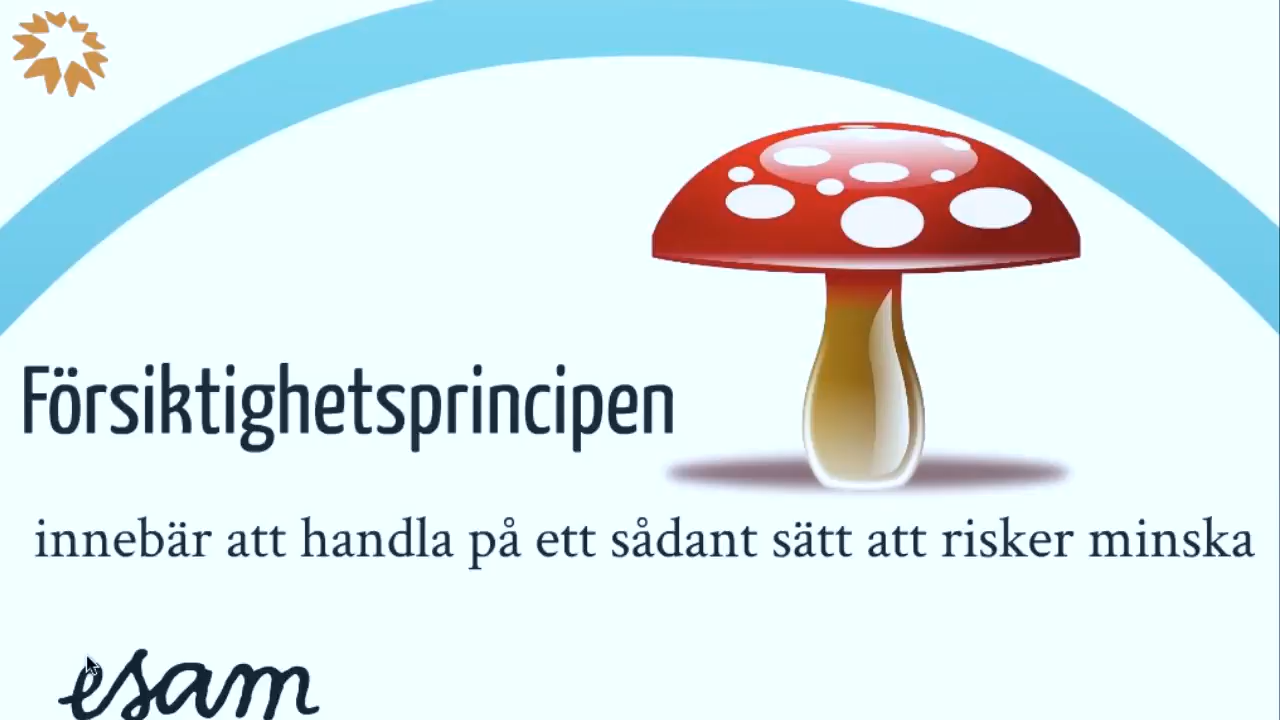 Försiktighetsprincipen
innebär att handla på ett sådant sätt att risker minska
esam